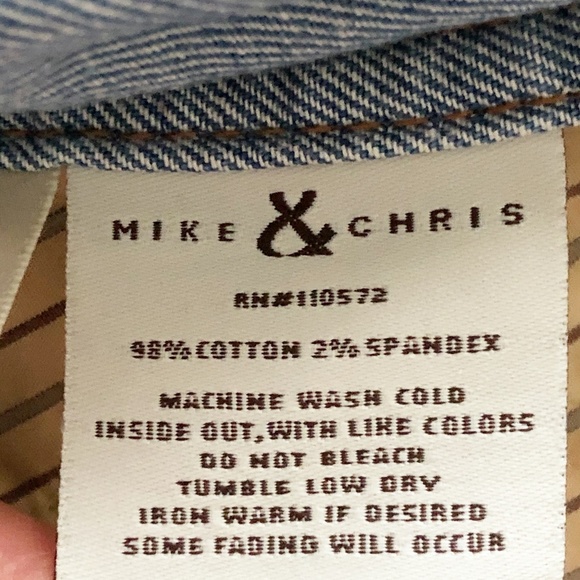 MIKE & CHRIS
RN#110572
98% COTTON 2% SPANDEX
MACHINE WASH COLD
INSIDE OUT, WITH LIKE COLORS
DO NOT BLEACH
TUMBLE LOW DRY
IRON WARM IF DESIRED
SOME FADING WILL OCCUR